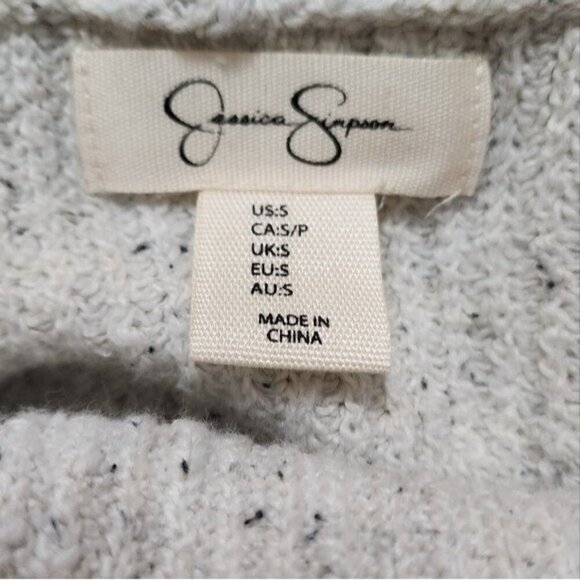 Jessica Simpson
US:S
CA:S/P
UK:S
EU:S
AU:S
MADE IN
CHINA